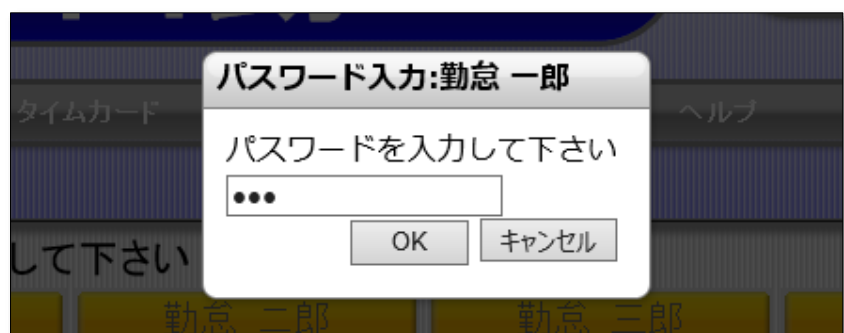 パスワード入力:勤怠 一郎
タイムカード
ヘルプ
パスワードを入力して下さい
•••
OK
キャンセル
して下さい
勤怠 二郎
勤怠 三郎